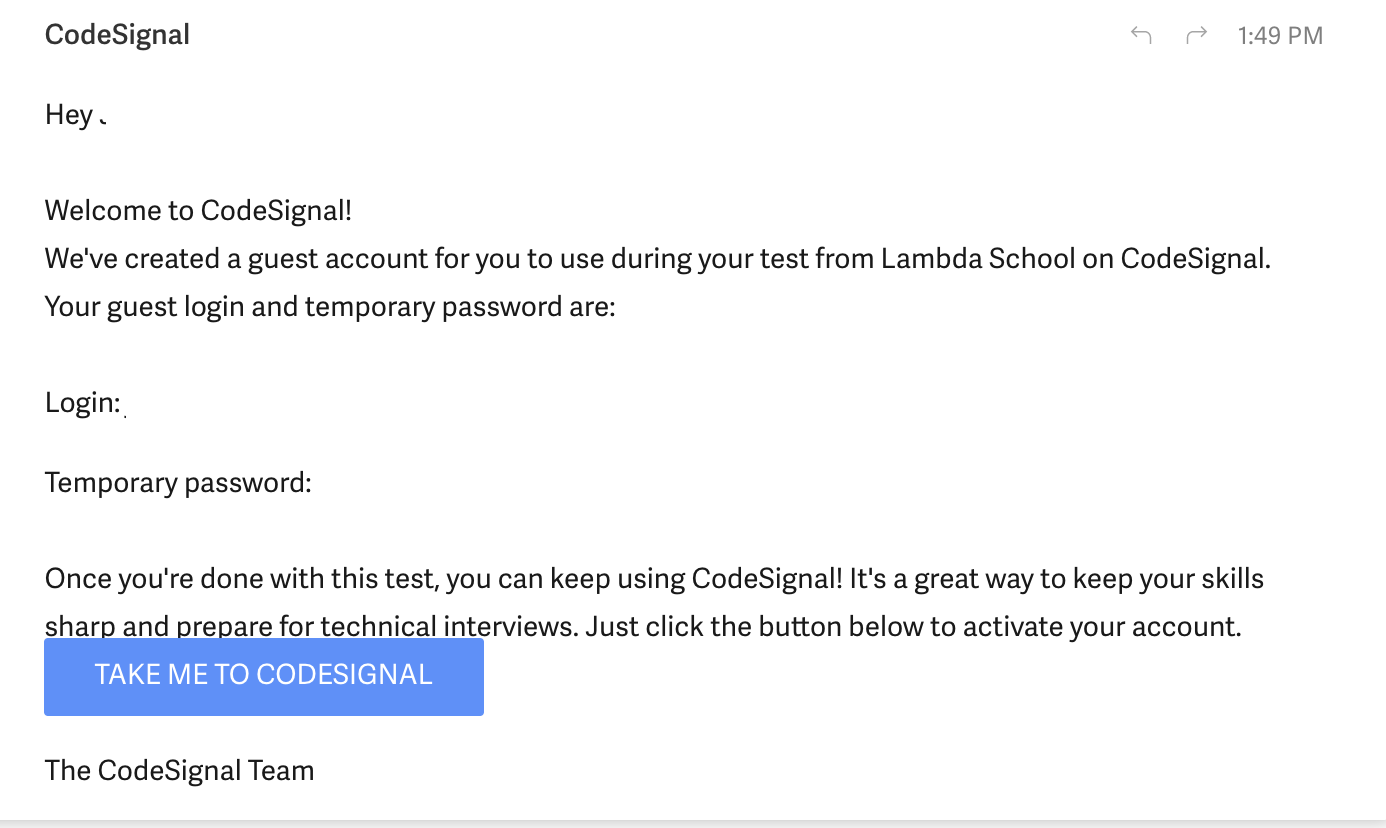 CodeSignal
1:49 PM
Hey
Welcome to CodeSignal!
We've created a guest account for you to use during your test from Lambda School on CodeSignal.
Your guest login and temporary password are:
Login:
Temporary password:
Once you're done with this test, you can keep using CodeSignal! It's a great way to keep your skills
sharp and prepare for technical interviews. Just click the button below to activate your account.
TAKE ME TO CODESIGNAL
The CodeSignal Team